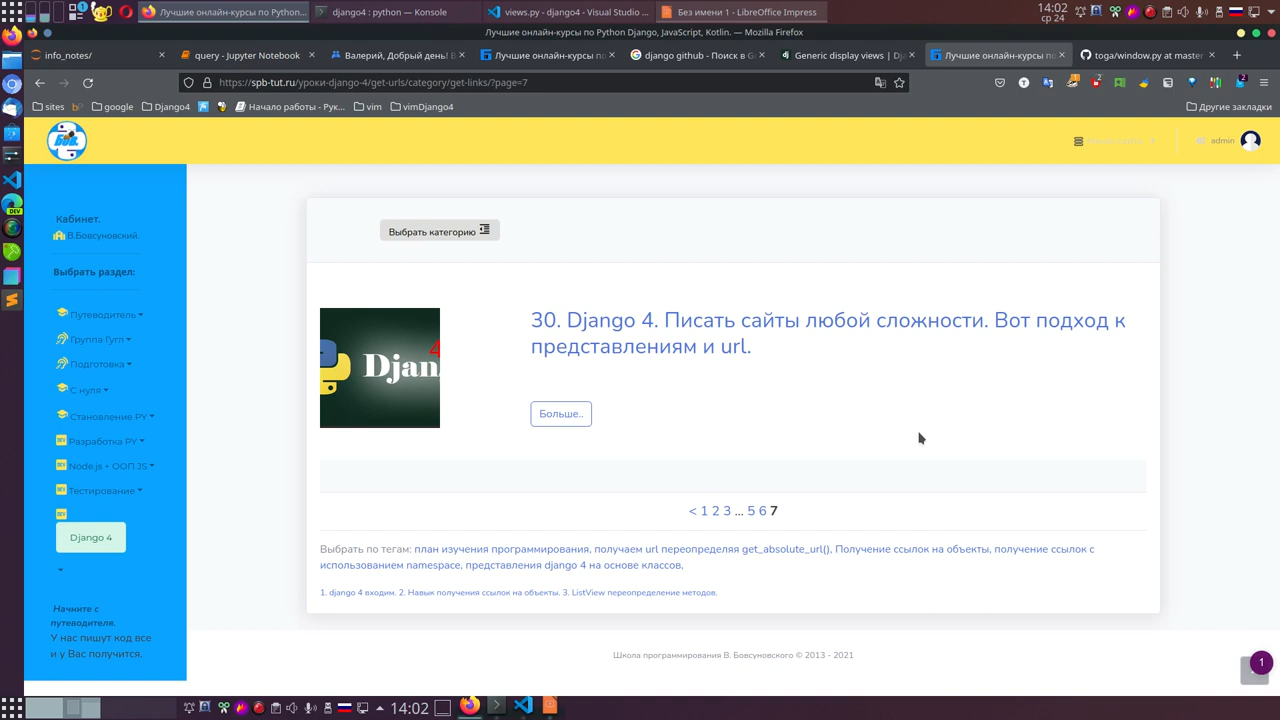 Лучшие онлайн-курсы по Python...
django4 : python — Konsole
views.py - django4 - Visual Studio ...
Без имени 1 - LibreOffice Impress
14:02
ср 24
Лучшие онлайн-курсы по Python Django, JavaScript, Kotlin. — Mozilla Firefox
info_notes/
query - Jupyter Notebook
Валерий, Добрый день! В
Лучшие онлайн-курсы по
django github - Поиск в G
Generic display views | Dja
Лучшие онлайн-курсы по
toga/window.py at master
https://spb-tut.ru/уроки-django-4/get-urls/category/get-links/?page=7
sites
google
Django4
Начало работы - Рук...
vim
vimDjango4
Другие закладки
БОВ.
admin
Кабинет.
В.Бовсуновский.
Выбрать раздел:
Путеводитель
Группа Гугл
Подготовка
С нуля
Становление PY
Разработка PY
Node.js + ООП JS
Тестирование
Django 4
Начните с
путеводителя.
У нас пишут код все
и у Вас получится.
Выбрать категорию
Djan
4
30. Django 4. Писать сайты любой сложности. Вот подход к
представлениям и url.
Больше..
< 1 2 3 ... 5 6 7
Выбрать по тегам: план изучения программирования, получаем url переопределяя get_absolute_url(), Получение ссылок на объекты, получение ссылок с
использованием namespace, представления django 4 на основе классов,
1. django 4 входим. 2. Навык получения ссылок на объекты. 3. ListView переопределение методов.
Школа программирования В. Бовсуновского © 2013 - 2021
1
14:02